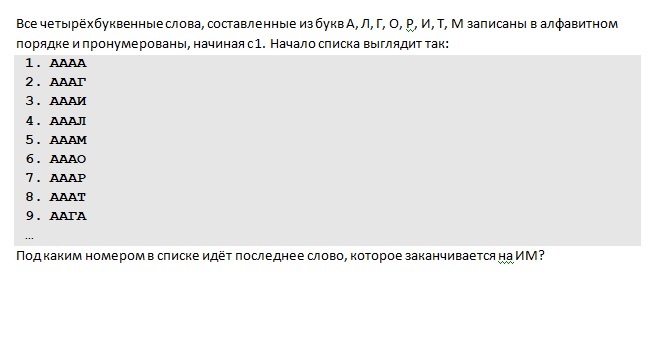 Все четырёхбуквенные слова, составленные из букв А, Л, Г, О, Р, И, Т, М записаны в алфавитном
порядке и пронумерованы, начиная с 1. Начало списка выглядит так:
1. АААА
2. АААГ
3. АААИ
4. АААЛ
5. АААМ
6. АААО
7. АААР
8. АААТ
9. ААГА
…
Под каким номером в списке идёт последнее слово, которое заканчивается на ИМ?